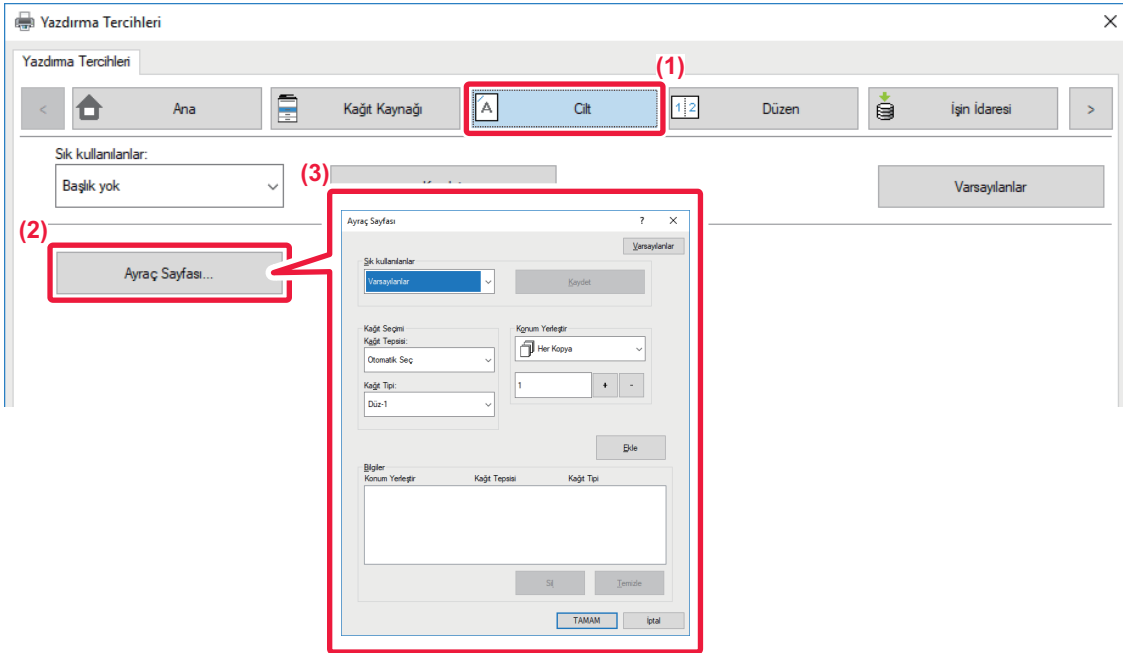 Yazdırma Tercihleri
Yazdırma Tercihleri
(1)
<
Ana
Kağıt Kaynağı
A
Cilt
1 2
Düzen
İşin İdaresi
>
Sık kullanılanlar:
Başlık yok
Varsayılanlar
(3)
(2)
Ayraç Sayfası...
Ayraç Sayfası
?
Varsayılanlar
Sık kullanılanlar
Varsayılanlar
Kaydet
Kağıt Seçimi
Kağıt Tepsisi:
Otomatik Seç
Kağıt Tipi:
Düz-1
Konum Yerleştir
Her Kopya
1
+
-
Ekle
Bilgiler
Konum Yerleştir
Kağıt Tepsisi
Kağıt Tipi
Sil
Temizle
TAMAM
İptal